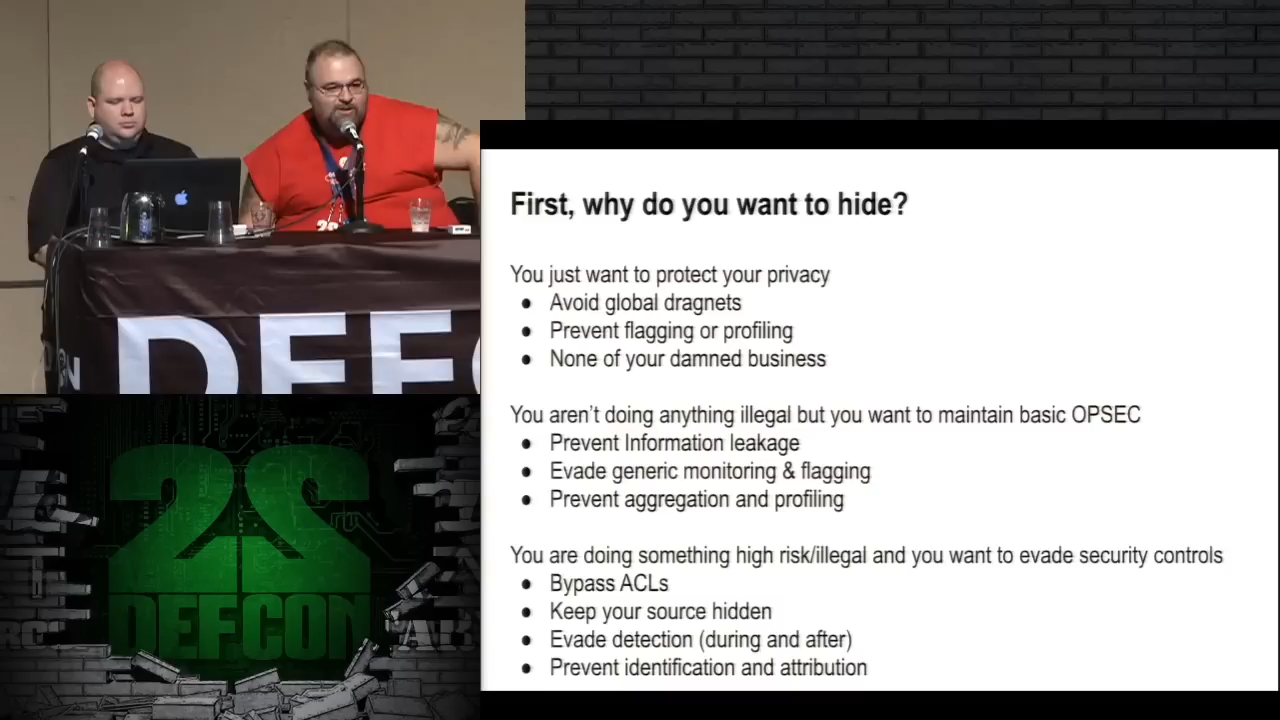 First, why do you want to hide?
You just want to protect your privacy
● Avoid global dragnets
● Prevent flagging or profiling
● None of your damned business
You aren't doing anything illegal but you want to maintain basic OPSEC
● Prevent Information leakage
● Evade generic monitoring & flagging
● Prevent aggregation and profiling
You are doing something high risk/illegal and you want to evade security controls
● Bypass ACLs
● Keep your source hidden
● Evade detection (during and after)
● Prevent identification and attribution
DEF
22
DEFCON